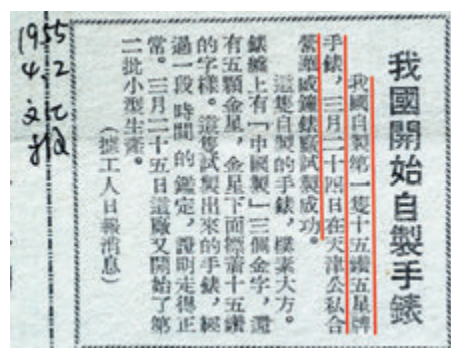 我國開始自製手錶
我國自製第一隻十五鑽五星牌
手錶，三月二十四日在天津公私合
營華威鐘錶廠試製成功。
這隻自製的手錶，樸素大方。
錶纏上有「中國製」三個金字，還
有五顆金星，金星下面標着十五鑽
的字樣。這隻試製出來的手錶，經
過一段時間的鑑定，證明走得正
常。三月二十五日這廠又開始了第
二批小型生產。
（據工人日報消息）
1955
4.2
文汇报